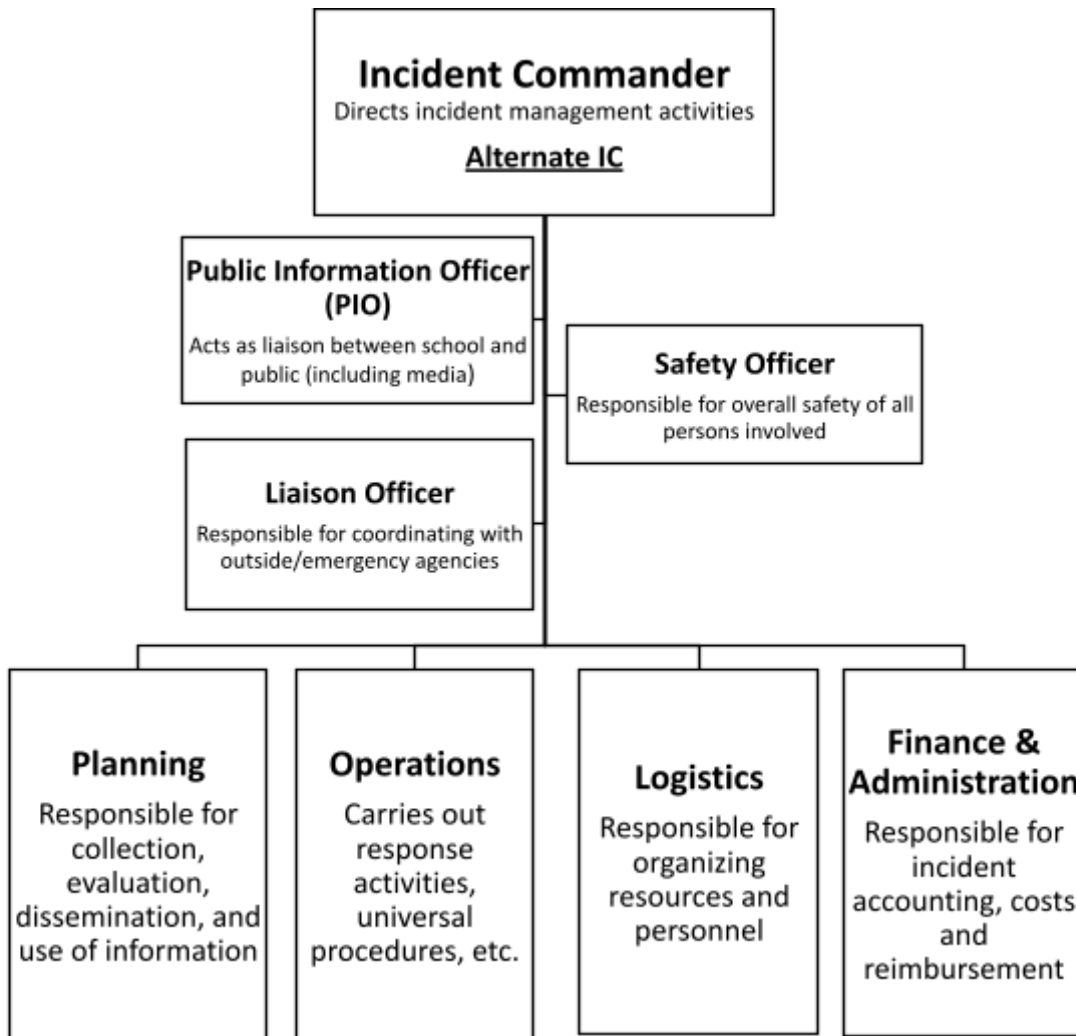 Incident Commander
Directs incident management activities
Alternate IC
Public Information Officer
(PIO)
Acts as liaison between school and
public (including media)
Safety Officer
Responsible for overall safety of all
persons involved
Liaison Officer
Responsible for coordinating with
outside/emergency agencies
Planning
Responsible for
collection,
evaluation,
dissemination, and
use of information
Operations
Carries out
response
activities,
universal
procedures, etc.
Logistics
Responsible for
organizing
resources and
personnel
Finance &
Administration
Responsible for
incident
accounting, costs
and
reimbursement